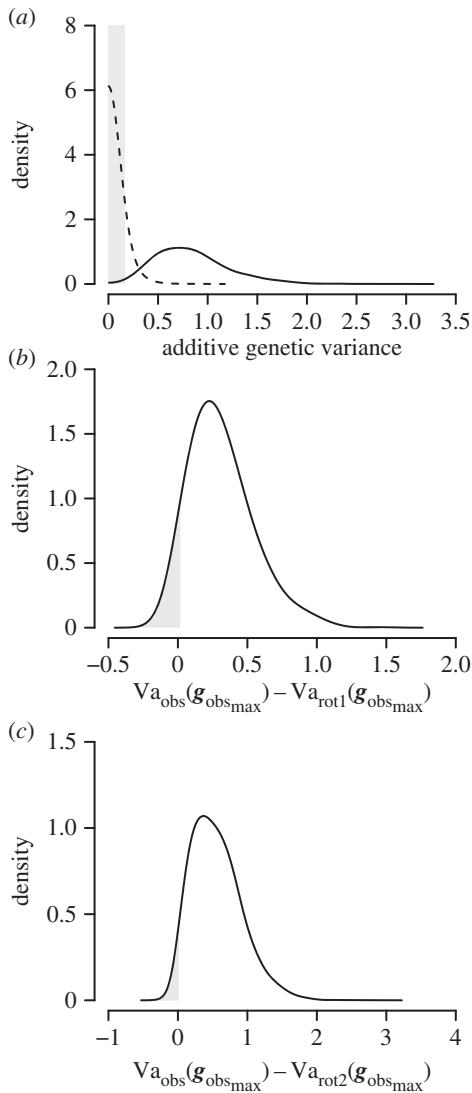 (a)
8
6
4
2
0
density
0 0.5 1.0 1.5 2.0 2.5 3.0 3.5
additive genetic variance
(b)
2.0
1.5
1.0
0.5
0
density
−0.5 0 0.5 1.0 1.5 2.0
Va_obs(g_obs_max) – Va_rot1(g_obs_max)
(c)
1.5
1.0
0.5
0
density
−1 0 1 2 3 4
Va_obs(g_obs_max) – Va_rot2(g_obs_max)